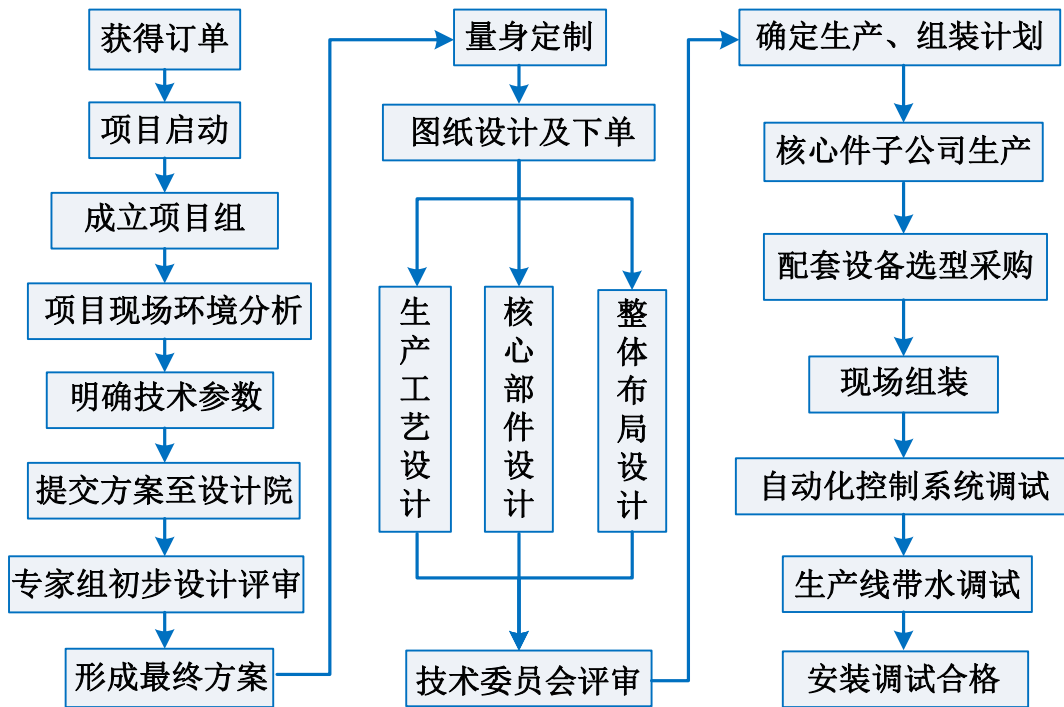 获得订单
项目启动
成立项目组
项目现场环境分析
明确技术参数
提交方案至设计院
专家组初步设计评审
形成最终方案
量身定制
图纸设计及下单
生产工艺设计
核心部件设计
整体布局设计
技术委员会评审
确定生产、组装计划
核心件子公司生产
配套设备选型采购
现场组装
自动化控制系统调试
生产线带水调试
安装调试合格